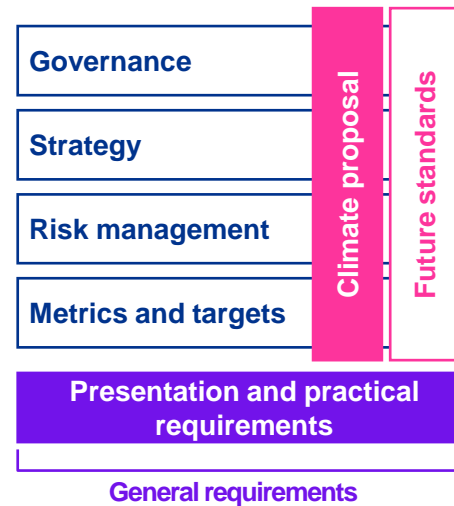 Governance
Strategy
Risk management
Metrics and targets
Climate proposal
Future standards
Presentation and practical
requirements
General requirements